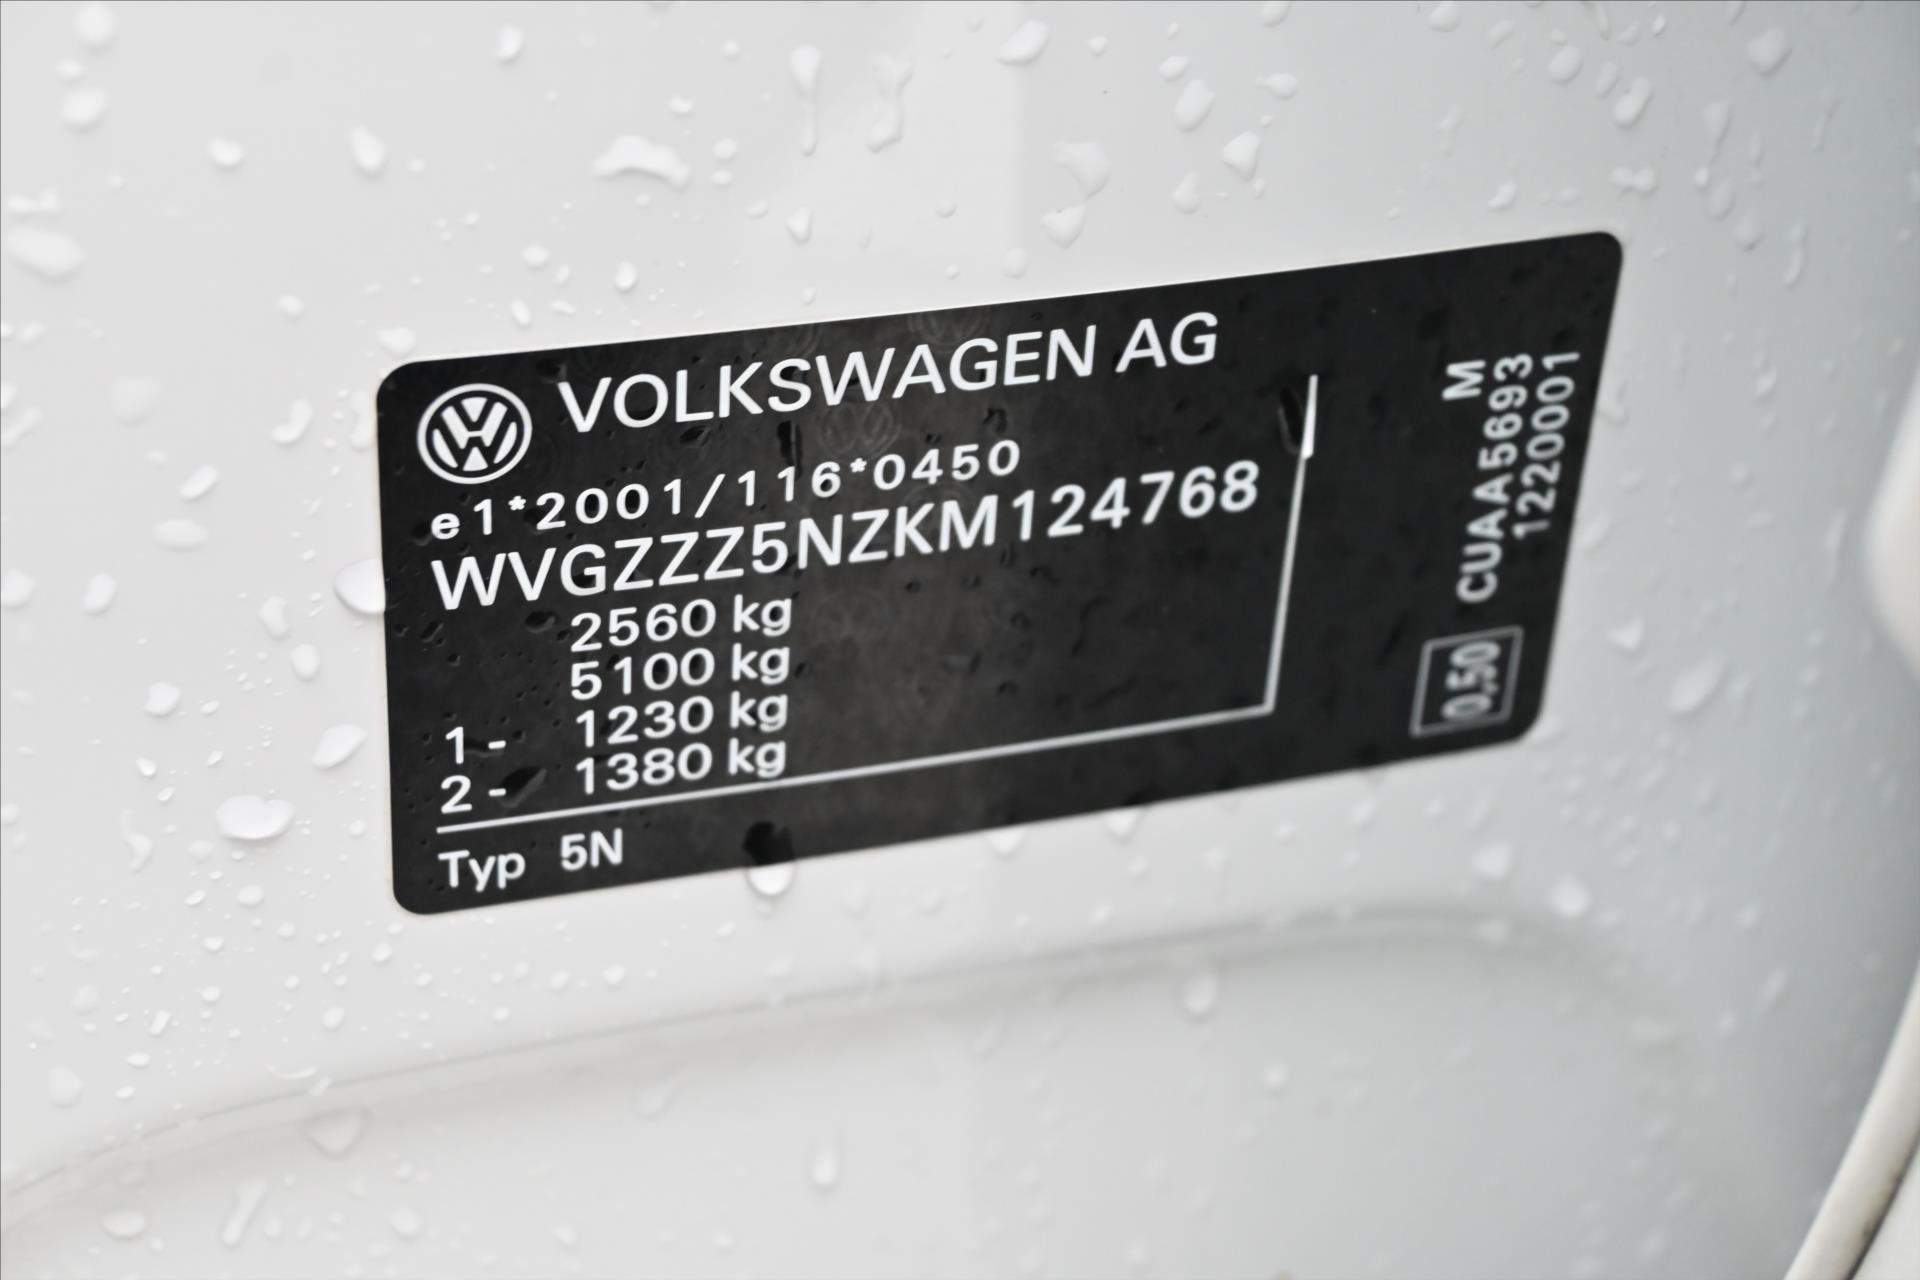 VOLKSWAGEN AG
e1*2001/116*0450
WVGZZZ5NZKM124768
2560 kg
5100 kg
1 - 1230 kg
2 - 1380 kg
Typ 5N
M
CUAA5693
1220001
0,50